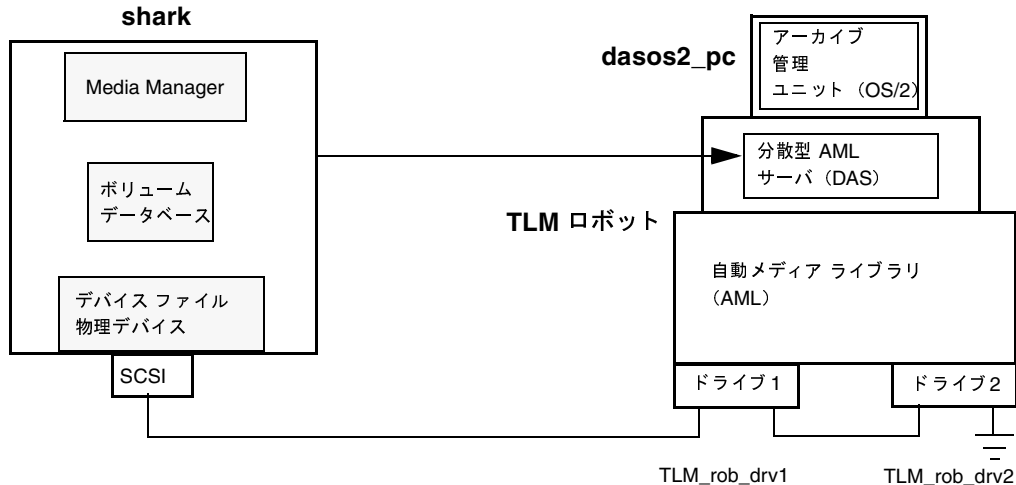 shark
Media Manager
ボリューム
データベース
デバイス ファイル
物理デバイス
SCSI
dasos2_pc
アーカイブ
管理
ユニット (OS/2)
分散型 AML
サーバ (DAS)
TLM ロボット
自動メディア ライブラリ
(AML)
ドライブ 1
ドライブ 2
TLM_rob_drv1
TLM_rob_drv2